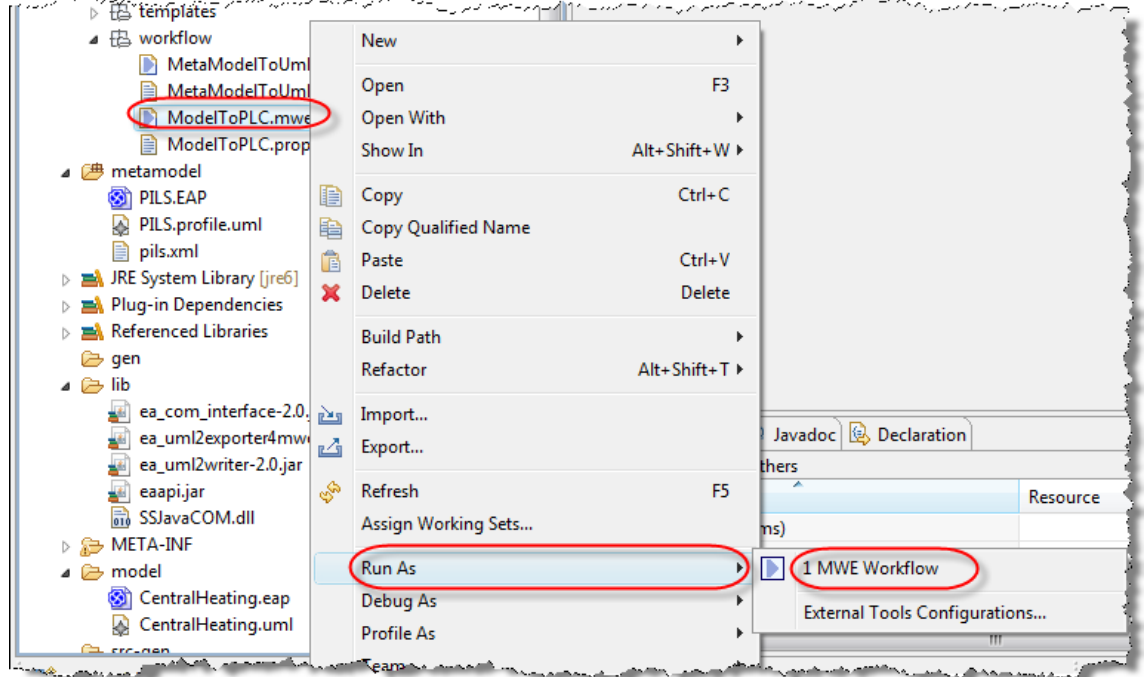 templates
workflow
MetaModelToUml
MetaModelToUml
ModelToPLC.mwe
ModelToPLC.prop
metamodel
PILS.EAP
PILS.profile.uml
pils.xml
JRE System Library [jre6]
Plug-in Dependencies
Referenced Libraries
gen
lib
ea_com_interface-2.0.
ea_uml2exporter4mwe
ea_uml2writer-2.0.jar
eaapi.jar
SSJavaCOM.dll
META-INF
model
CentralHeating.eap
CentralHeating.uml
src-gen
New
Open F3
Open With
Show In Alt+Shift+W
Copy Ctrl+C
Copy Qualified Name
Paste Ctrl+V
Delete Delete
Build Path
Refactor Alt+Shift+T
Import...
Export...
Refresh F5
Assign Working Sets...
Run As
Debug As
Profile As
Team
1 MWE Workflow
External Tools Configurations...
Javadoc Declaration
thers
Resource
ms)